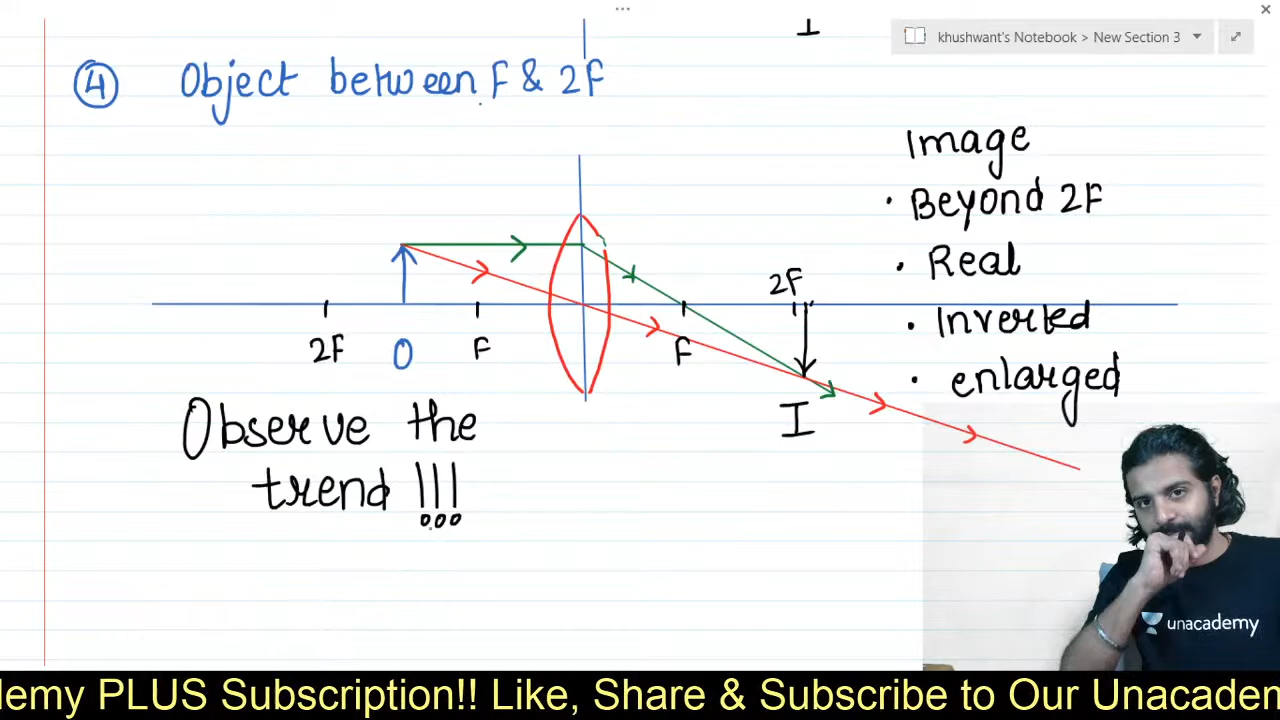 I
khushwant's Notebook > New Section 3
④ Object between F & 2F
Image
• Beyond 2F
• Real
• Inverted
• enlarged
2F
2F O F F
I
Observe the
trend !!!
unacademy
demy PLUS Subscription!! Like, Share & Subscribe to Our Unacaden